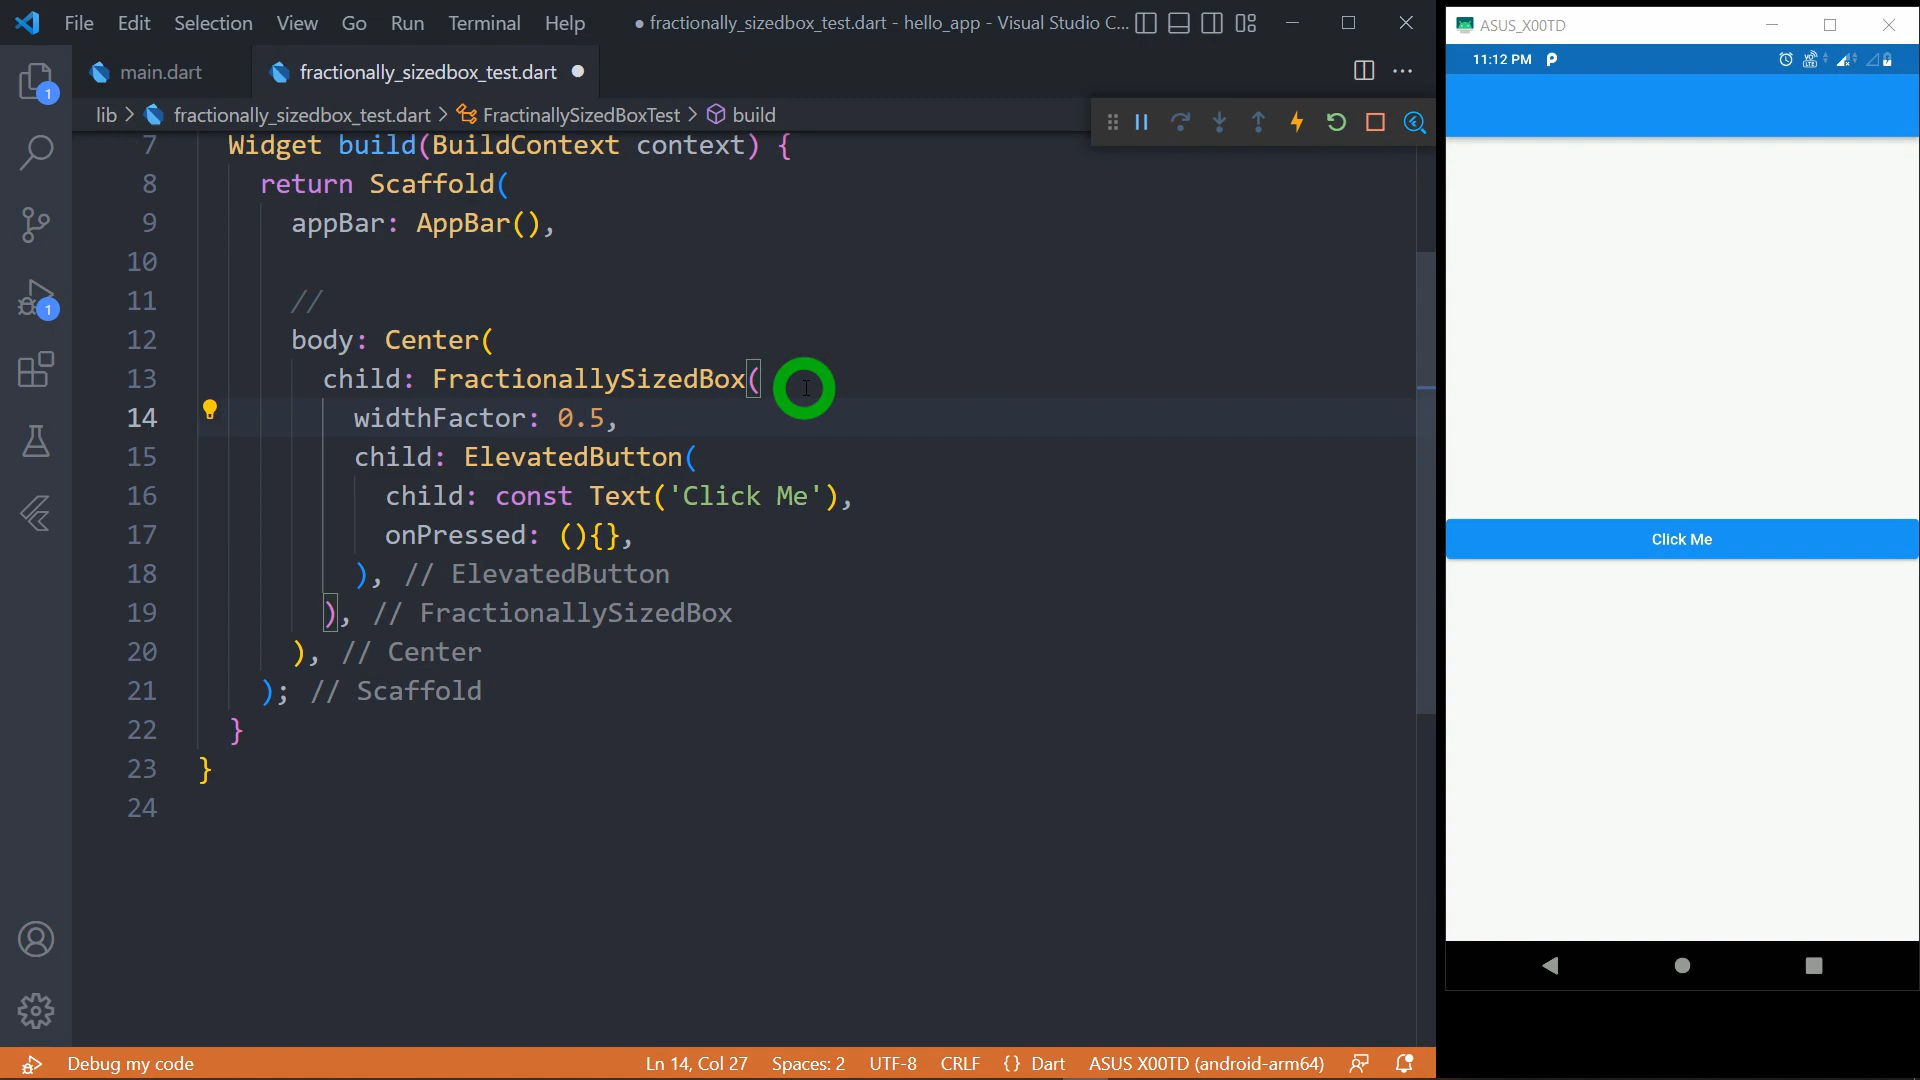 File Edit Selection View Go Run Terminal Help
● fractionally_sizedbox_test.dart - hello_app - Visual Studio C...
main.dart
fractionally_sizedbox_test.dart ●
lib > fractionally_sizedbox_test.dart > FractinallySizedBoxTest > build
7 Widget build(BuildContext context) {
8 return Scaffold(
9 appBar: AppBar(),
10
11 //
12 body: Center(
13 child: FractionallySizedBox(
14 widthFactor: 0.5,
15 child: ElevatedButton(
16 child: const Text('Click Me'),
17 onPressed: (){},
18 ), // ElevatedButton
19 ), // FractionallySizedBox
20 ), // Center
21 ); // Scaffold
22 }
23 }
24
1
1
Debug my code
Ln 14, Col 27 Spaces: 2 UTF-8 CRLF {} Dart ASUS X00TD (android-arm64)
ASUS_X00TD
11:12 PM
Click Me